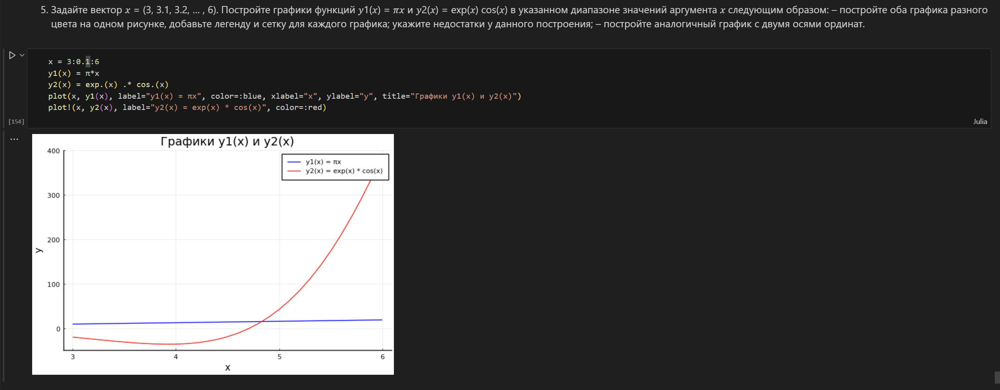 5. Задайте вектор x = (3, 3.1, 3.2, … , 6). Постройте графики функций y1(x) = πx и y2(x) = exp(x) cos(x) в указанном диапазоне значений аргумента x следующим образом: – постройте оба графика разного
цвета на одном рисунке, добавьте легенду и сетку для каждого графика; укажите недостатки у данного построения; – постройте аналогичный график с двумя осями ординат.
x = 3:0.1:6
y1(x) = π*x
y2(x) = exp.(x) .* cos.(x)
plot(x, y1(x), label="y1(x) = πx", color=:blue, xlabel="x", ylabel="y", title="Графики y1(x) и y2(x)")
plot!(x, y2(x), label="y2(x) = exp(x) * cos(x)", color=:red)
[154]
Julia
Графики y1(x) и y2(x)
400
y1(x) = πx
y2(x) = exp(x) * cos(x)
300
200
y
100
0
3 4 5 6
x